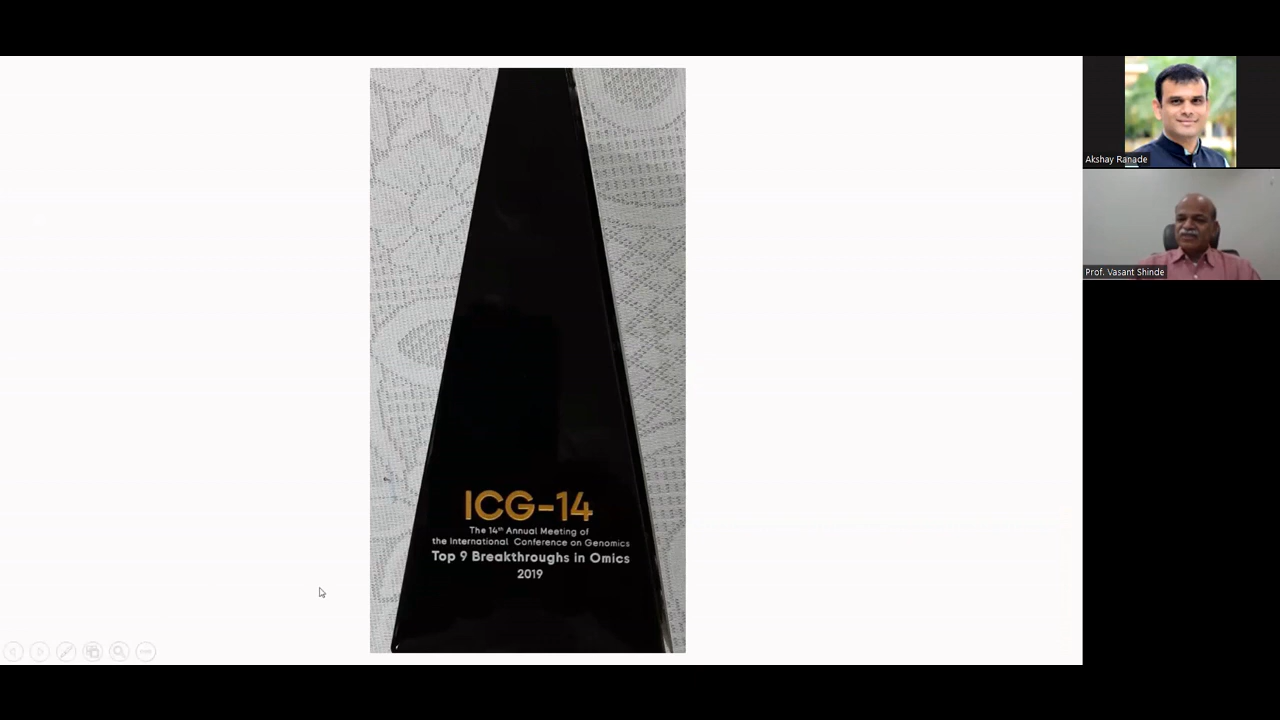 ICG-14
The 14th Annual Meeting of
the International Conference on Genomics
Top 9 Breakthroughs in Omics
2019
Akshay Ranade
Prof. Vasant Shinde